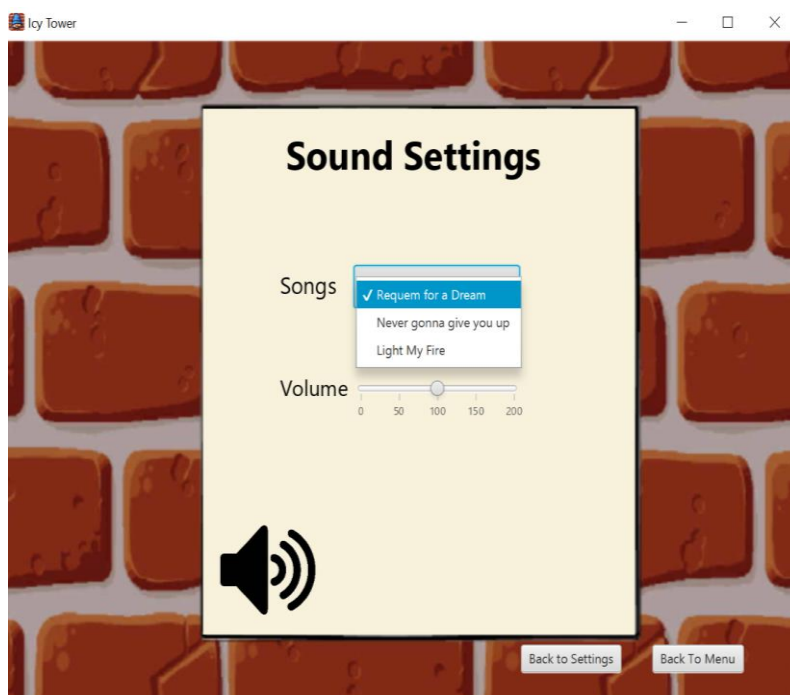 Icy Tower
Sound Settings
Songs
✓ Requem for a Dream
Never gonna give you up
Light My Fire
Volume
0 50 100 150 200
Back to Settings Back To Menu